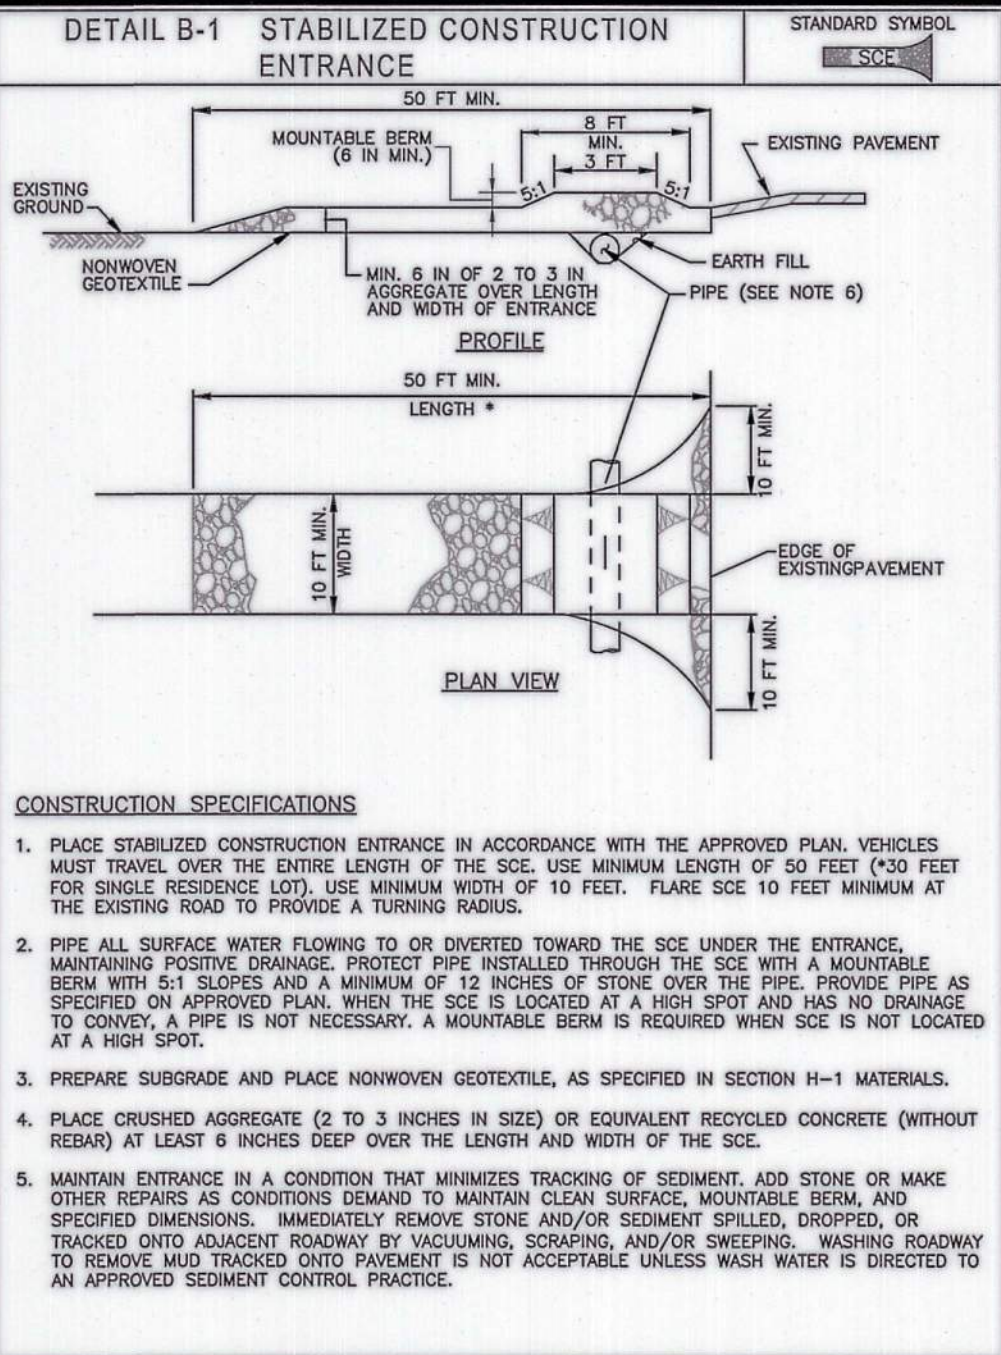 DETAIL B-1 STABILIZED CONSTRUCTION
ENTRANCE
STANDARD SYMBOL
SCE
50 FT MIN.
8 FT
MIN.
3 FT
MOUNTABLE BERM
(6 IN MIN.)
EXISTING PAVEMENT
5:1
5:1
EXISTING
GROUND
NONWOVEN
GEOTEXTILE
MIN. 6 IN OF 2 TO 3 IN
AGGREGATE OVER LENGTH
AND WIDTH OF ENTRANCE
EARTH FILL
PIPE (SEE NOTE 6)
PROFILE
50 FT MIN.
LENGTH *
10 FT MIN.
10 FT MIN.
WIDTH
EDGE OF
EXISTINGPAVEMENT
10 FT MIN.
PLAN VIEW
CONSTRUCTION SPECIFICATIONS
1. PLACE STABILIZED CONSTRUCTION ENTRANCE IN ACCORDANCE WITH THE APPROVED PLAN. VEHICLES
MUST TRAVEL OVER THE ENTIRE LENGTH OF THE SCE. USE MINIMUM LENGTH OF 50 FEET (*30 FEET
FOR SINGLE RESIDENCE LOT). USE MINIMUM WIDTH OF 10 FEET. FLARE SCE 10 FEET MINIMUM AT
THE EXISTING ROAD TO PROVIDE A TURNING RADIUS.
2. PIPE ALL SURFACE WATER FLOWING TO OR DIVERTED TOWARD THE SCE UNDER THE ENTRANCE,
MAINTAINING POSITIVE DRAINAGE. PROTECT PIPE INSTALLED THROUGH THE SCE WITH A MOUNTABLE
BERM WITH 5:1 SLOPES AND A MINIMUM OF 12 INCHES OF STONE OVER THE PIPE. PROVIDE PIPE AS
SPECIFIED ON APPROVED PLAN. WHEN THE SCE IS LOCATED AT A HIGH SPOT AND HAS NO DRAINAGE
TO CONVEY, A PIPE IS NOT NECESSARY. A MOUNTABLE BERM IS REQUIRED WHEN SCE IS NOT LOCATED
AT A HIGH SPOT.
3. PREPARE SUBGRADE AND PLACE NONWOVEN GEOTEXTILE, AS SPECIFIED IN SECTION H-1 MATERIALS.
4. PLACE CRUSHED AGGREGATE (2 TO 3 INCHES IN SIZE) OR EQUIVALENT RECYCLED CONCRETE (WITHOUT
REBAR) AT LEAST 6 INCHES DEEP OVER THE LENGTH AND WIDTH OF THE SCE.
5. MAINTAIN ENTRANCE IN A CONDITION THAT MINIMIZES TRACKING OF SEDIMENT. ADD STONE OR MAKE
OTHER REPAIRS AS CONDITIONS DEMAND TO MAINTAIN CLEAN SURFACE, MOUNTABLE BERM, AND
SPECIFIED DIMENSIONS. IMMEDIATELY REMOVE STONE AND/OR SEDIMENT SPILLED, DROPPED, OR
TRACKED ONTO ADJACENT ROADWAY BY VACUUMING, SCRAPING, AND/OR SWEEPING. WASHING ROADWAY
TO REMOVE MUD TRACKED ONTO PAVEMENT IS NOT ACCEPTABLE UNLESS WASH WATER IS DIRECTED TO
AN APPROVED SEDIMENT CONTROL PRACTICE.